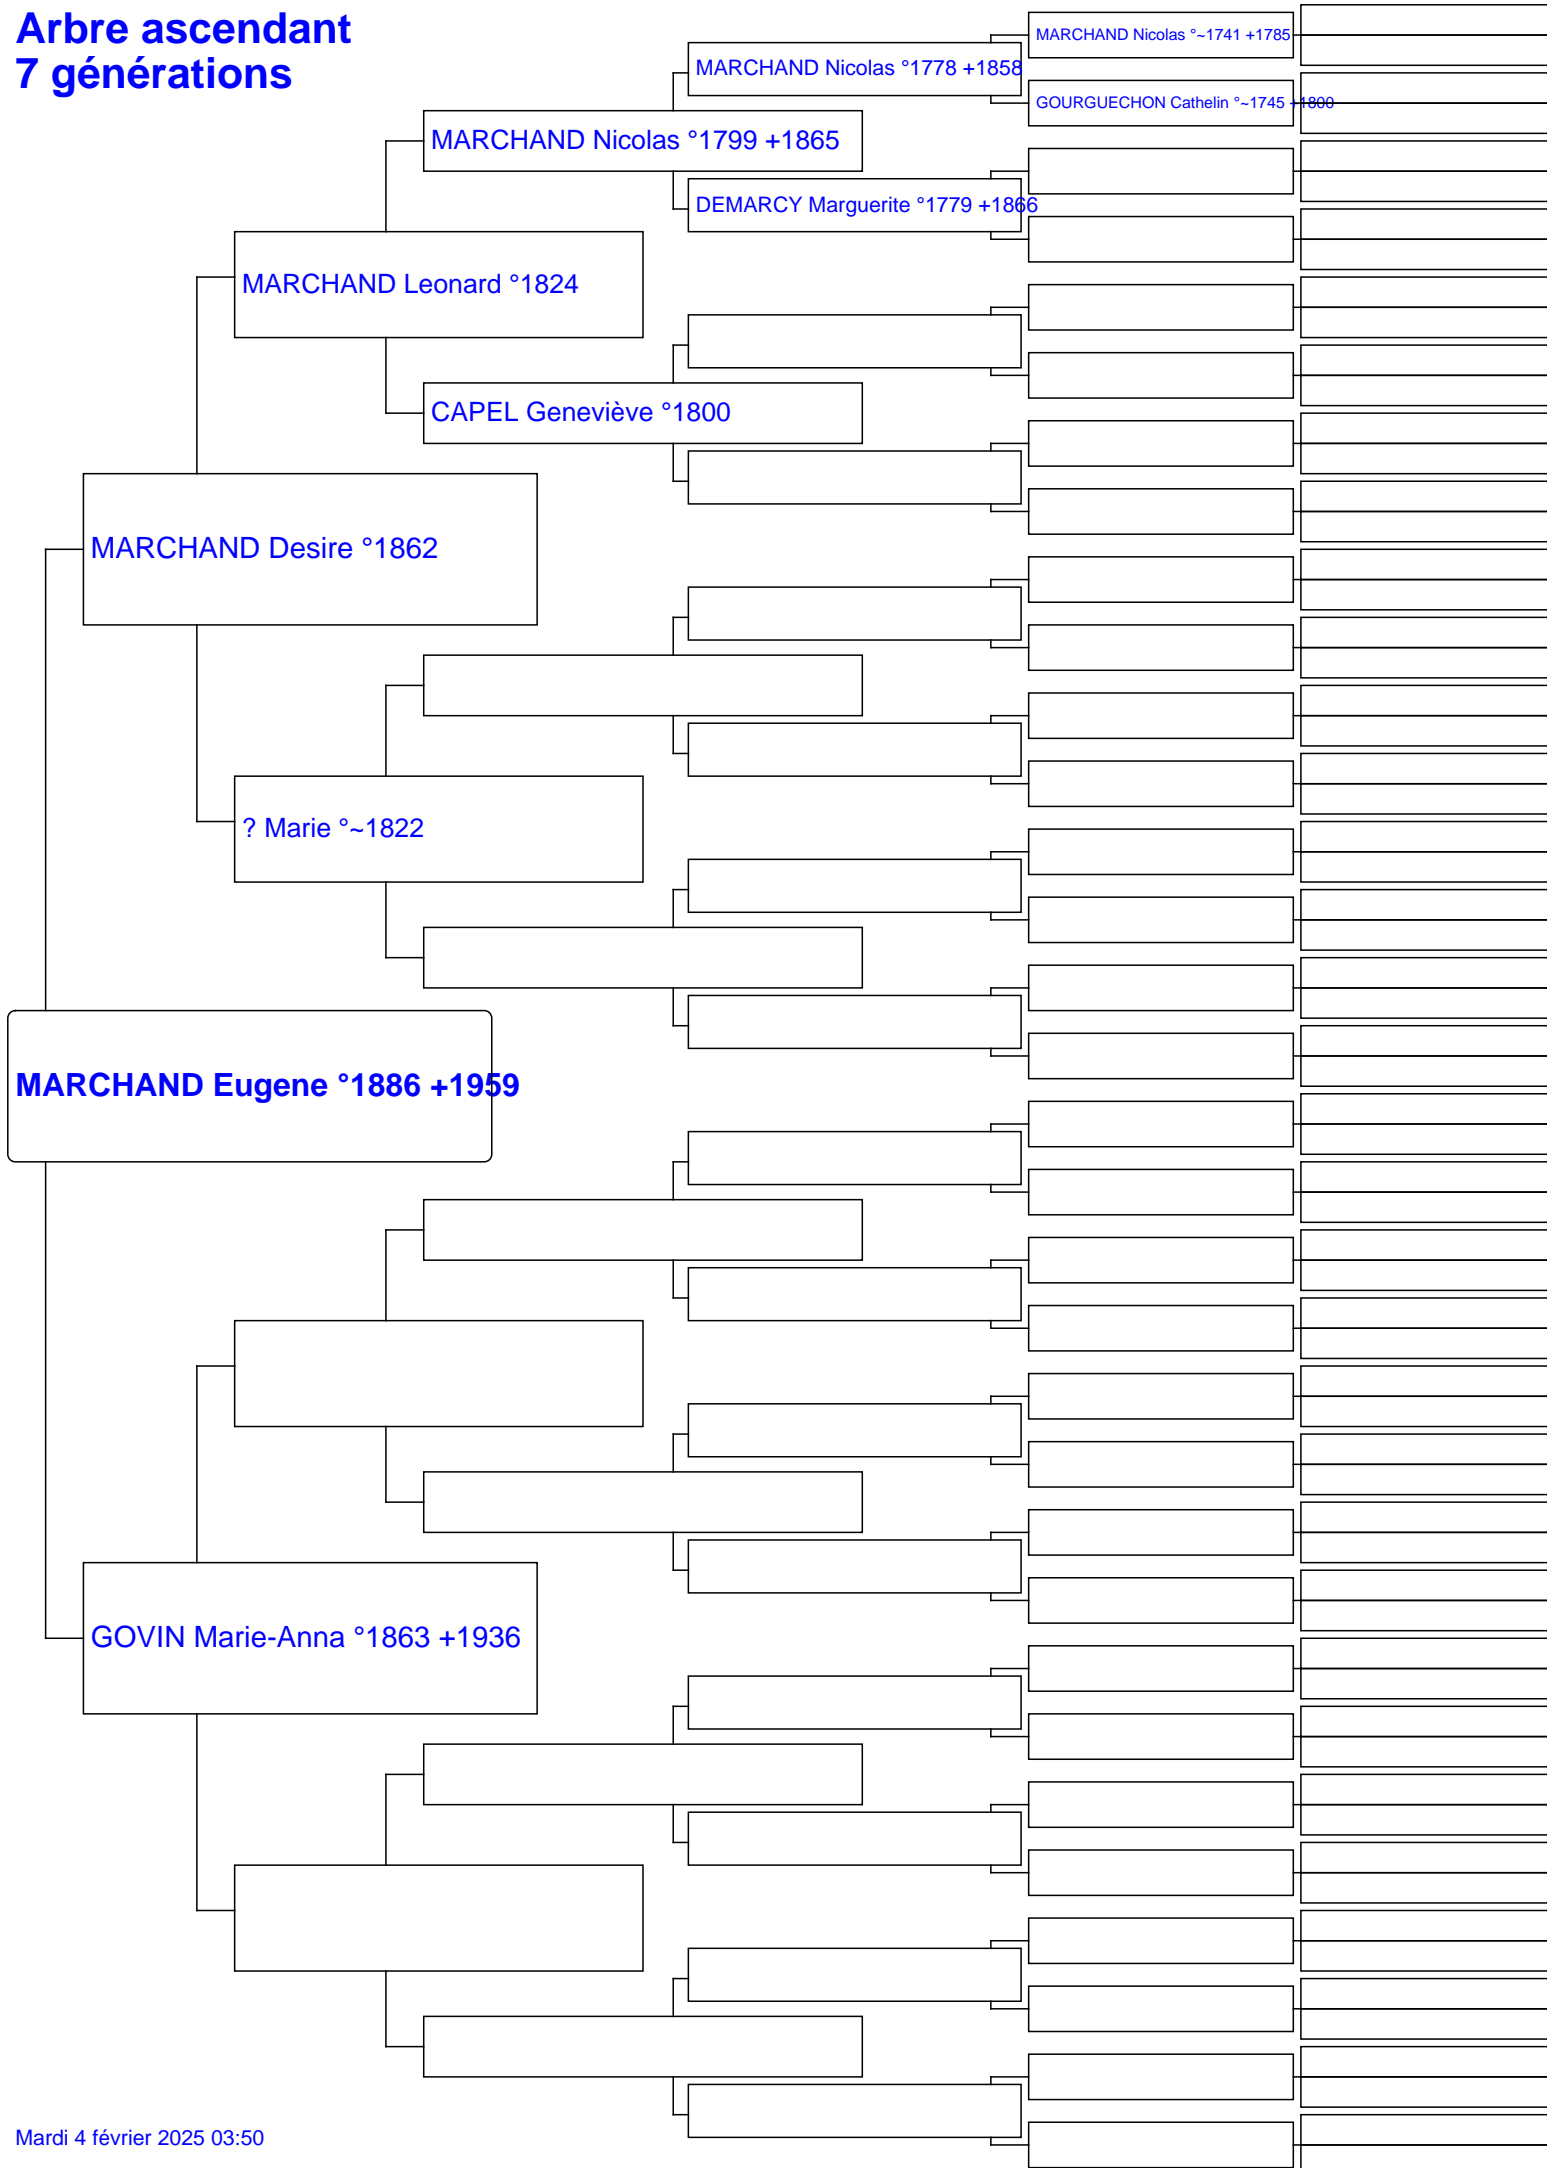 Arbre ascendant
7 générations
MARCHAND Nicolas °~1741 +1785
MARCHAND Nicolas °1778 +1858
GOURGUECHON Cathelin °~1745 +1800
MARCHAND Nicolas °1799 +1865
DEMARCY Marguerite °1779 +1866
MARCHAND Leonard °1824
CAPEL Geneviève °1800
MARCHAND Desire °1862
? Marie °~1822
MARCHAND Eugene °1886 +1959
GOVIN Marie-Anna °1863 +1936
Mardi 4 février 2025 03:50